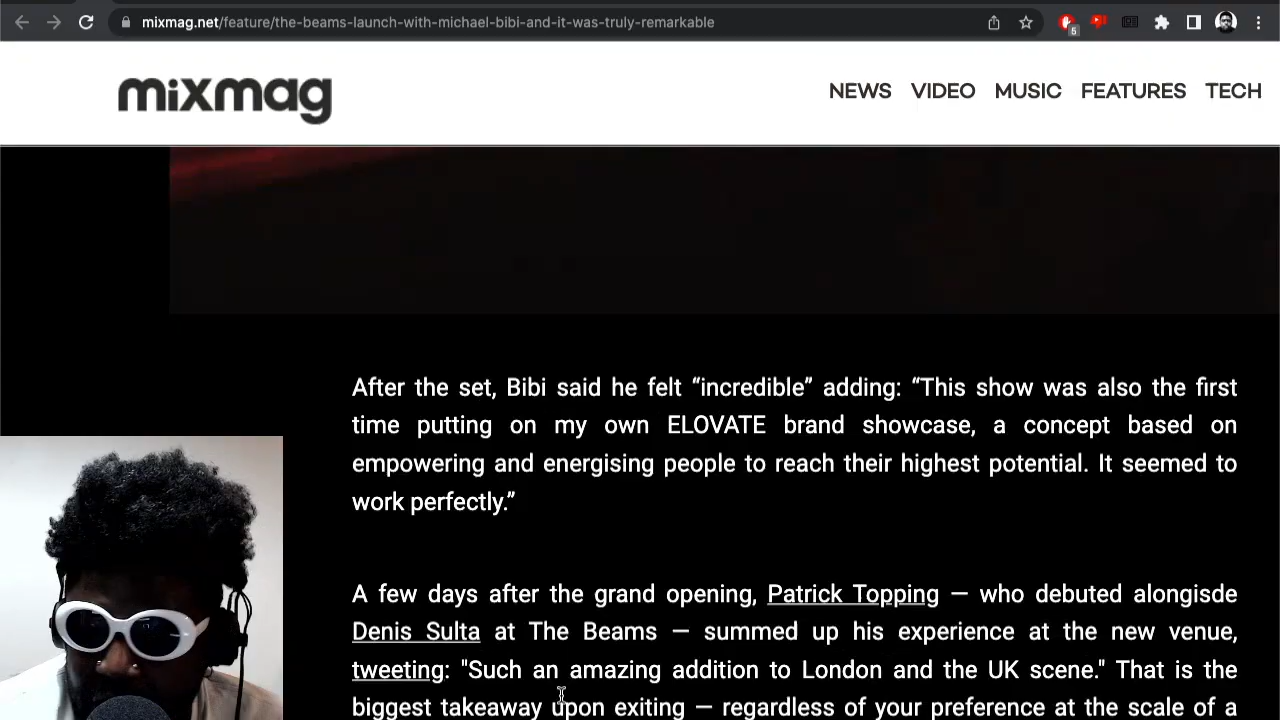 mixmag.net/feature/the-beams-launch-with-michael-bibi-and-it-was-truly-remarkable
5
mixmag
NEWS VIDEO MUSIC FEATURES TECH
After the set, Bibi said he felt “incredible” adding: “This show was also the first
time putting on my own ELOVATE brand showcase, a concept based on
empowering and energising people to reach their highest potential. It seemed to
work perfectly.”
A few days after the grand opening, Patrick Topping — who debuted alongisde
Denis Sulta at The Beams — summed up his experience at the new venue,
tweeting: "Such an amazing addition to London and the UK scene." That is the
biggest takeaway upon exiting — regardless of your preference at the scale of a